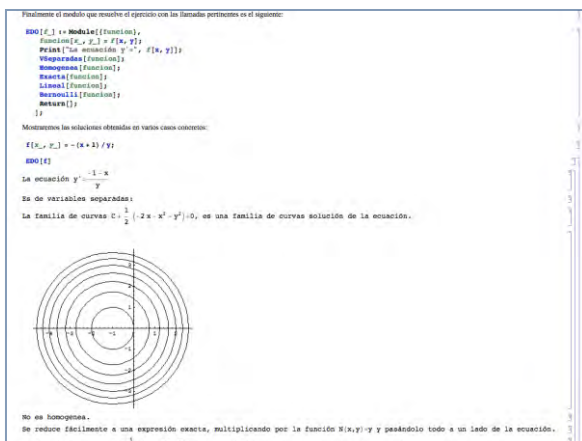 Finalmente el modulo que resuelve el ejercicio con las llamadas pertinentes es el siguiente:
EDO[f_] := Module[{funcion},
funcion[x_, y_] = f[x, y];
Print["La ecuación y'=", f[x, y]];
VSeparadas[funcion];
Homogenea[funcion];
Exacta[funcion];
Lineal[funcion];
Bernoulli[funcion];
Return[];
];
Mostraremos las soluciones obtenidas en varios casos concretos:
f[x_, y_] = -(x + 1) / y;
EDO[f]
La ecuación y'= -1 - x / y
Es de variables separadas:
La familia de curvas C + 1/2 (-2 x - x² - y²)=0, es una familia de curvas solución de la ecuación.
No es homogenea.
Se reduce fácilmente a una expresión exacta, multiplicando por la función N(x,y)=y y pasándolo todo a un lado de la ecuación.